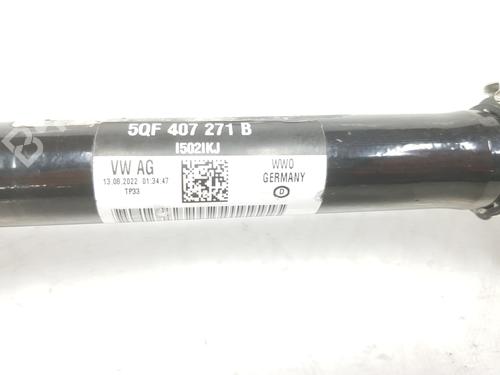 5QF 407 271 B
I502IKJ
VW AG
13.08.2022 01:34:47
TP33
WWO
GERMANY
D